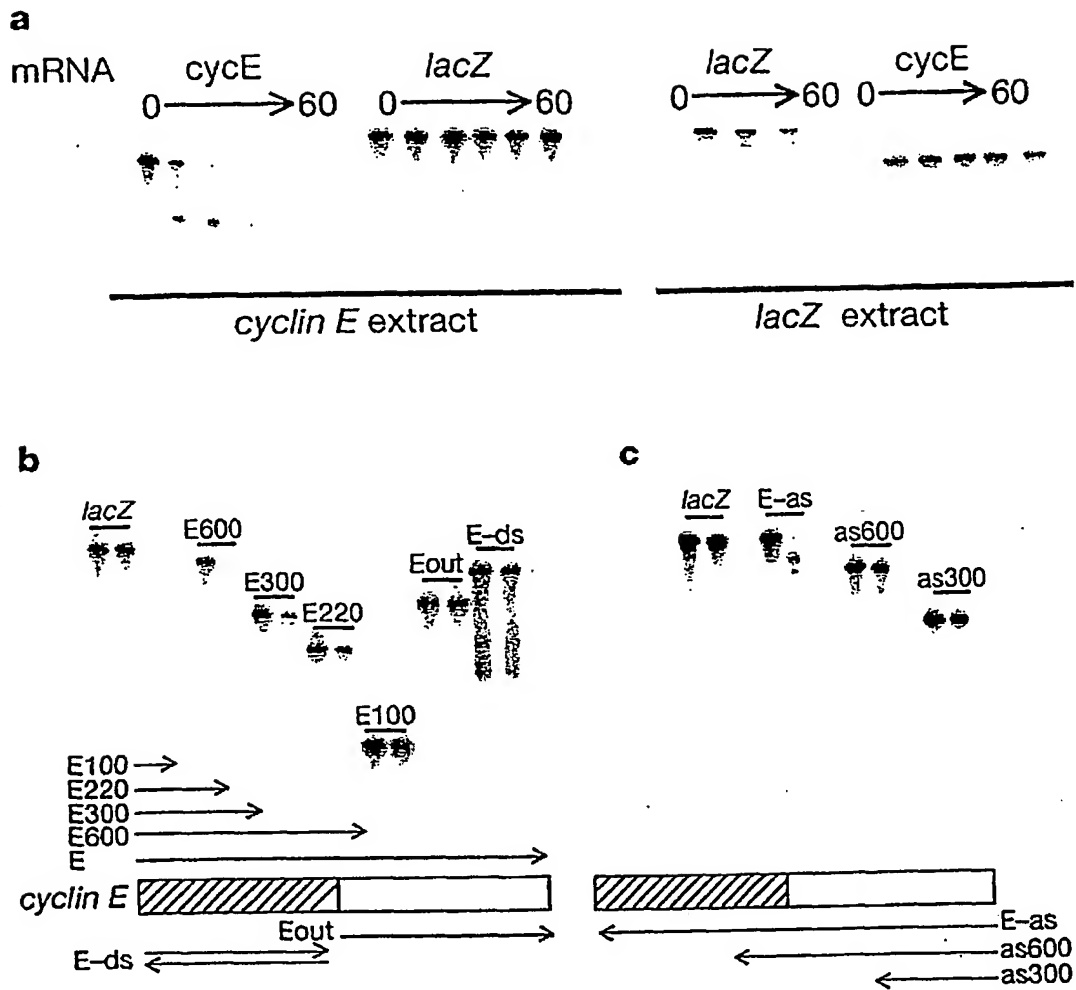 a
mRNA cycE lacZ lacZ cycE
0 60 0 60 0 60 0 60
cyclin E extract lacZ extract
b
lacZ
E600
E300
E220
E100
Eout
E-ds
E100
E220
E300
E600
E
cyclin E
Eout
E-ds
c
lacZ
E-as
as600
as300
E-as
as600
as300